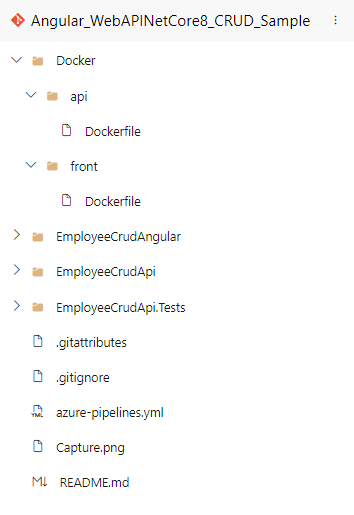 Angular_WebAPINetCore8_CRUD_Sample
Docker
api
Dockerfile
front
Dockerfile
EmployeeCrudAngular
EmployeeCrudApi
EmployeeCrudApi.Tests
.gitattributes
.gitignore
YML azure-pipelines.yml
Capture.png
M↓ README.md